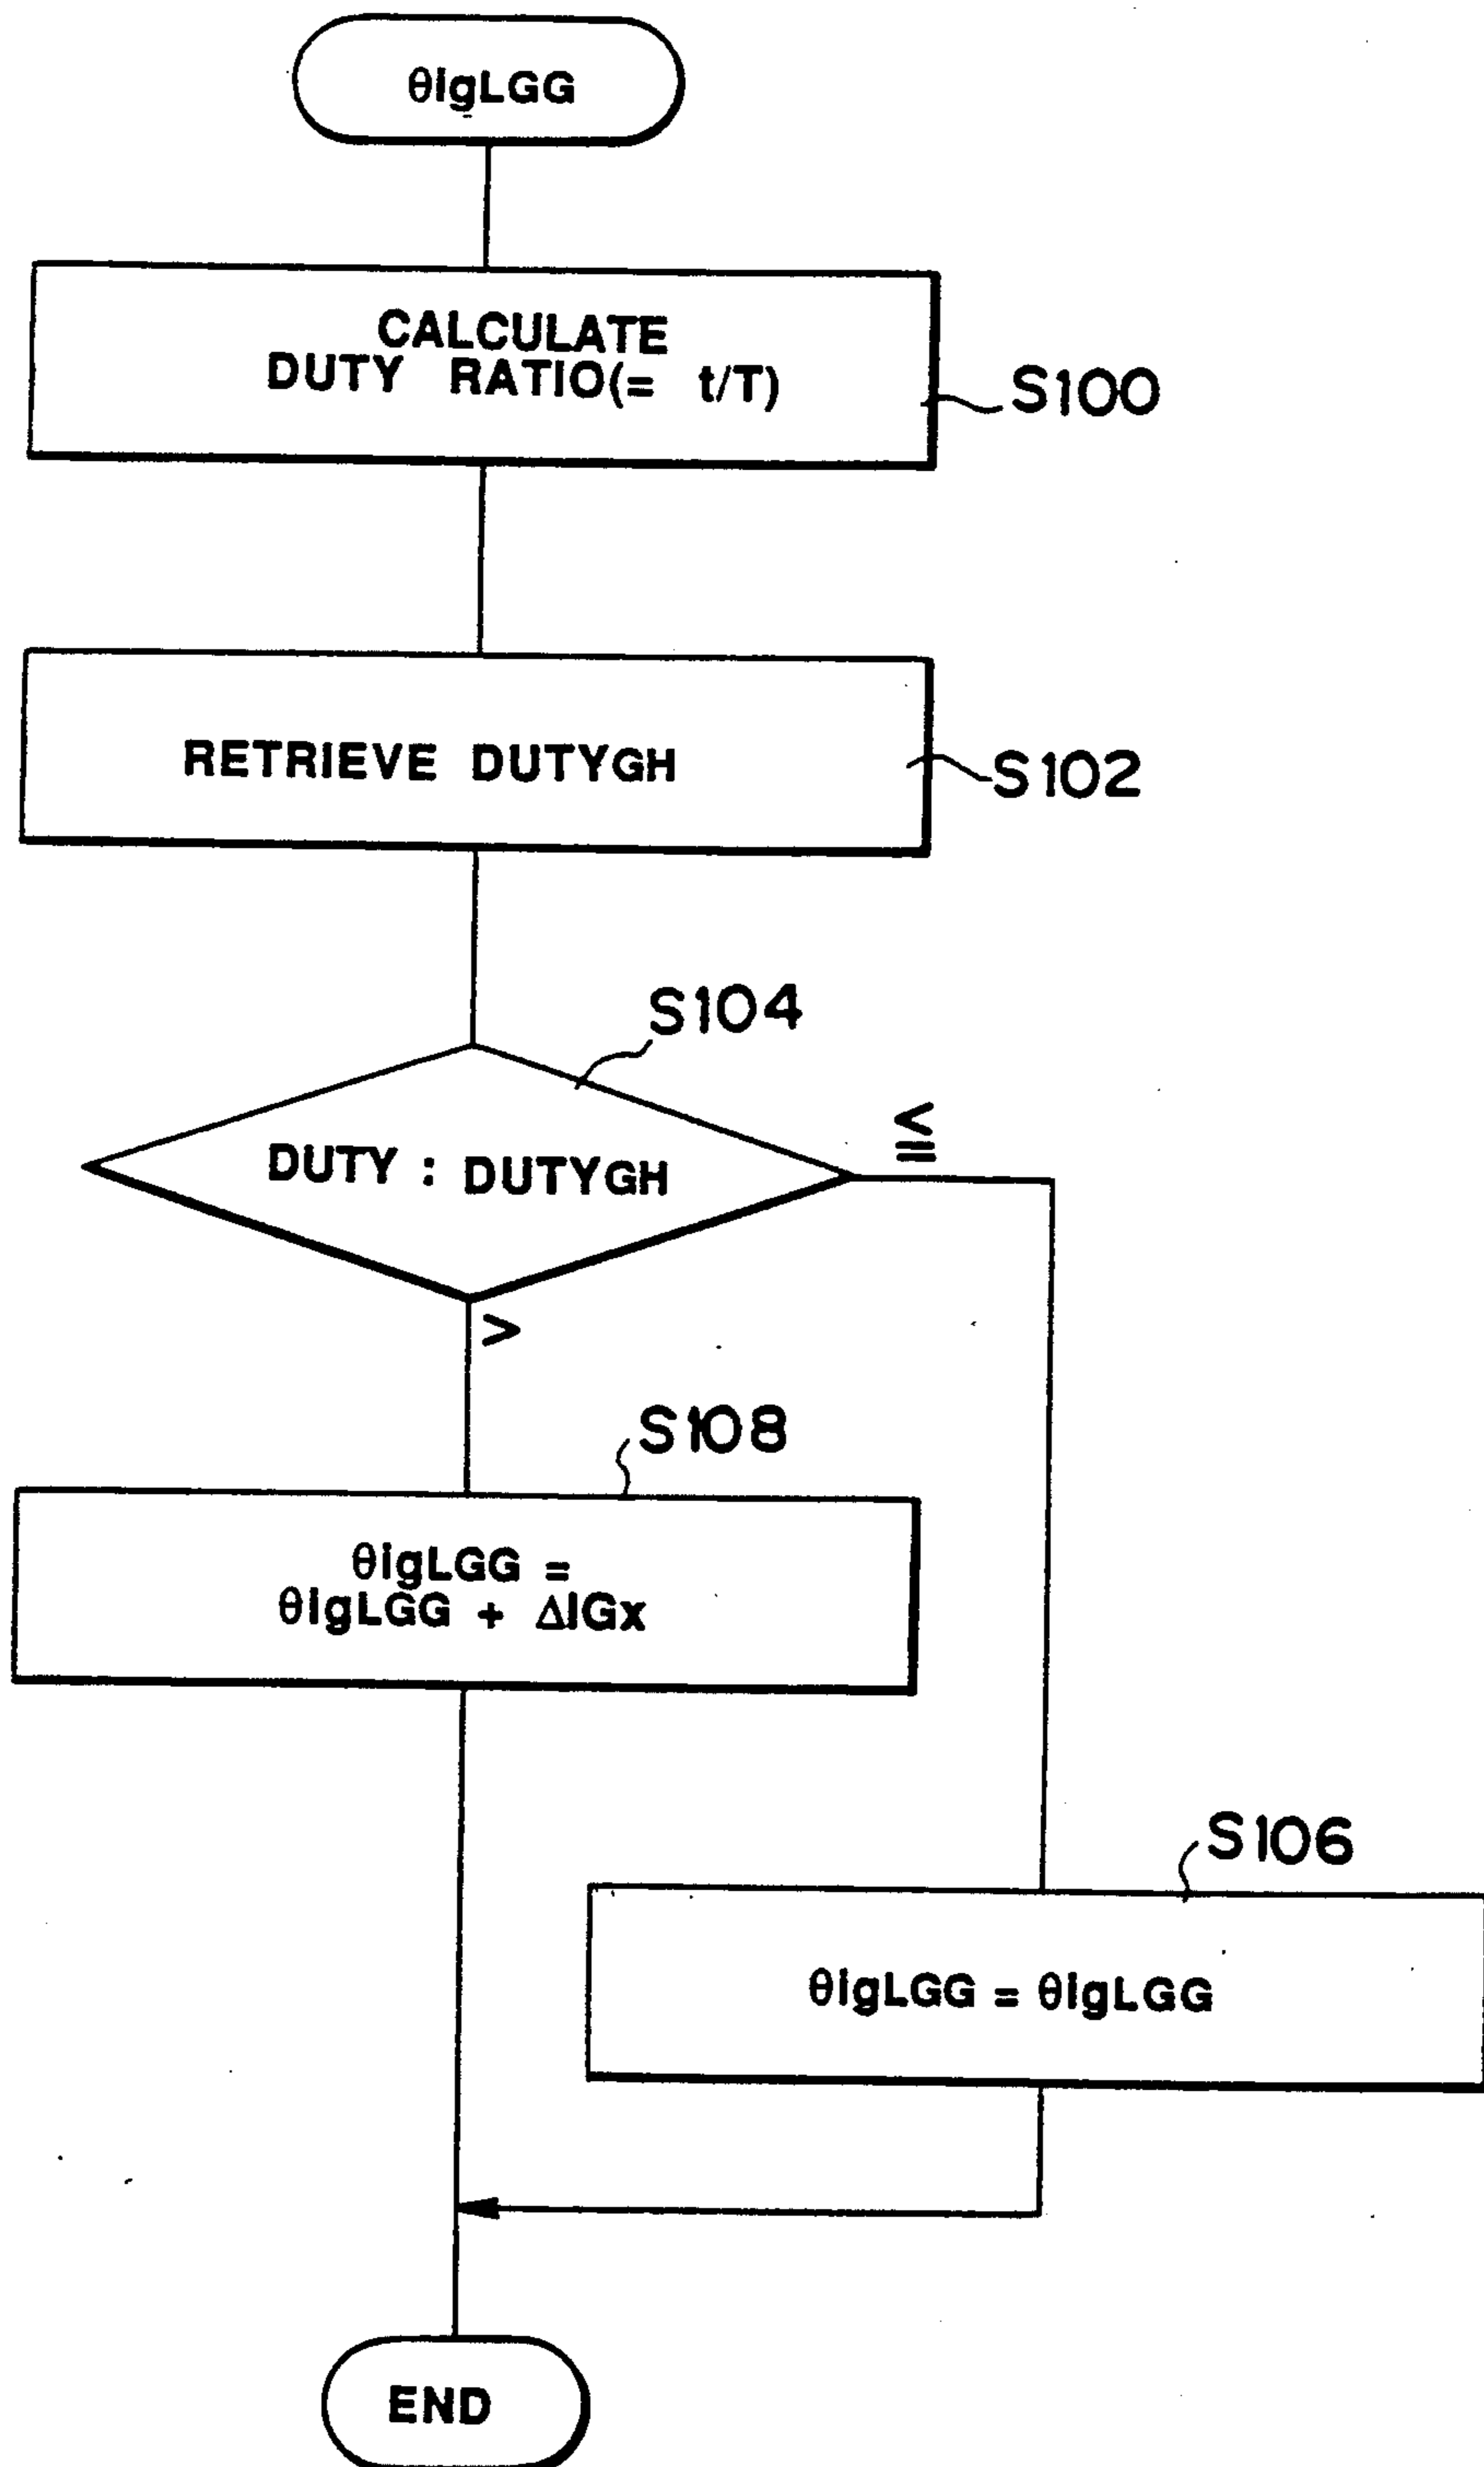 θigLGG
CALCULATE
DUTY RATIO(= t/T)
S100
RETRIEVE DUTYGH
S102
S104
DUTY : DUTYGH
≦
>
S108
θigLGG =
θigLGG + ΔIGx
S106
θigLGG = θigLGG
END